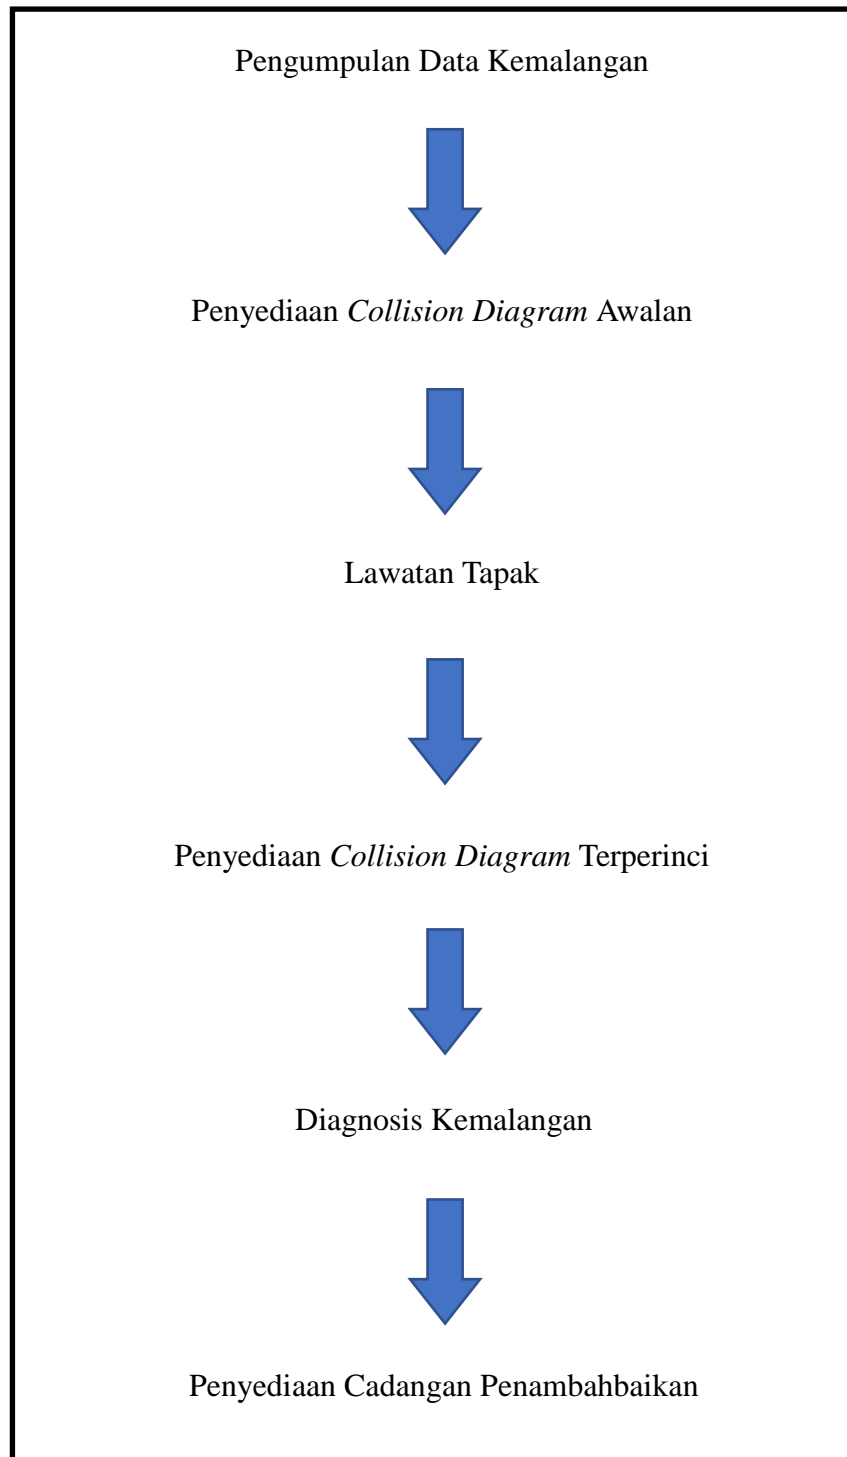 Pengumpulan Data Kemalangan
Penyediaan Collision Diagram Awalan
Lawatan Tapak
Penyediaan Collision Diagram Terperinci
Diagnosis Kemalangan
Penyediaan Cadangan Penambahbaikan